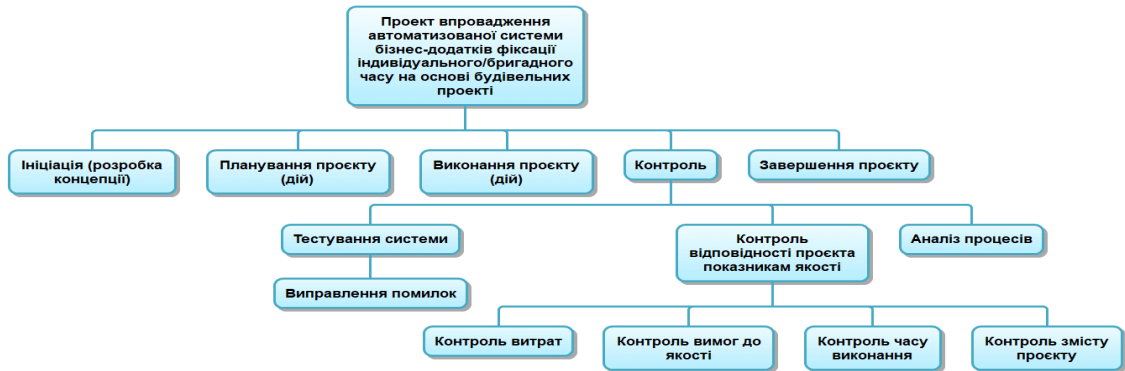 Проект впровадження
автоматизованої системи
бізнес-додатків фіксації
індивідуального/бригадного
часу на основі будівельних
проекті
Ініціація (розробка
концепції)
Планування проєкту
(дій)
Виконання проєкту
(дій)
Контроль
Завершення проєкту
Тестування системи
Контроль
відповідності проєкта
показникам якості
Аналіз процесів
Виправлення помилок
Контроль витрат
Контроль вимог до
якості
Контроль часу
виконання
Контроль змісту
проєкту